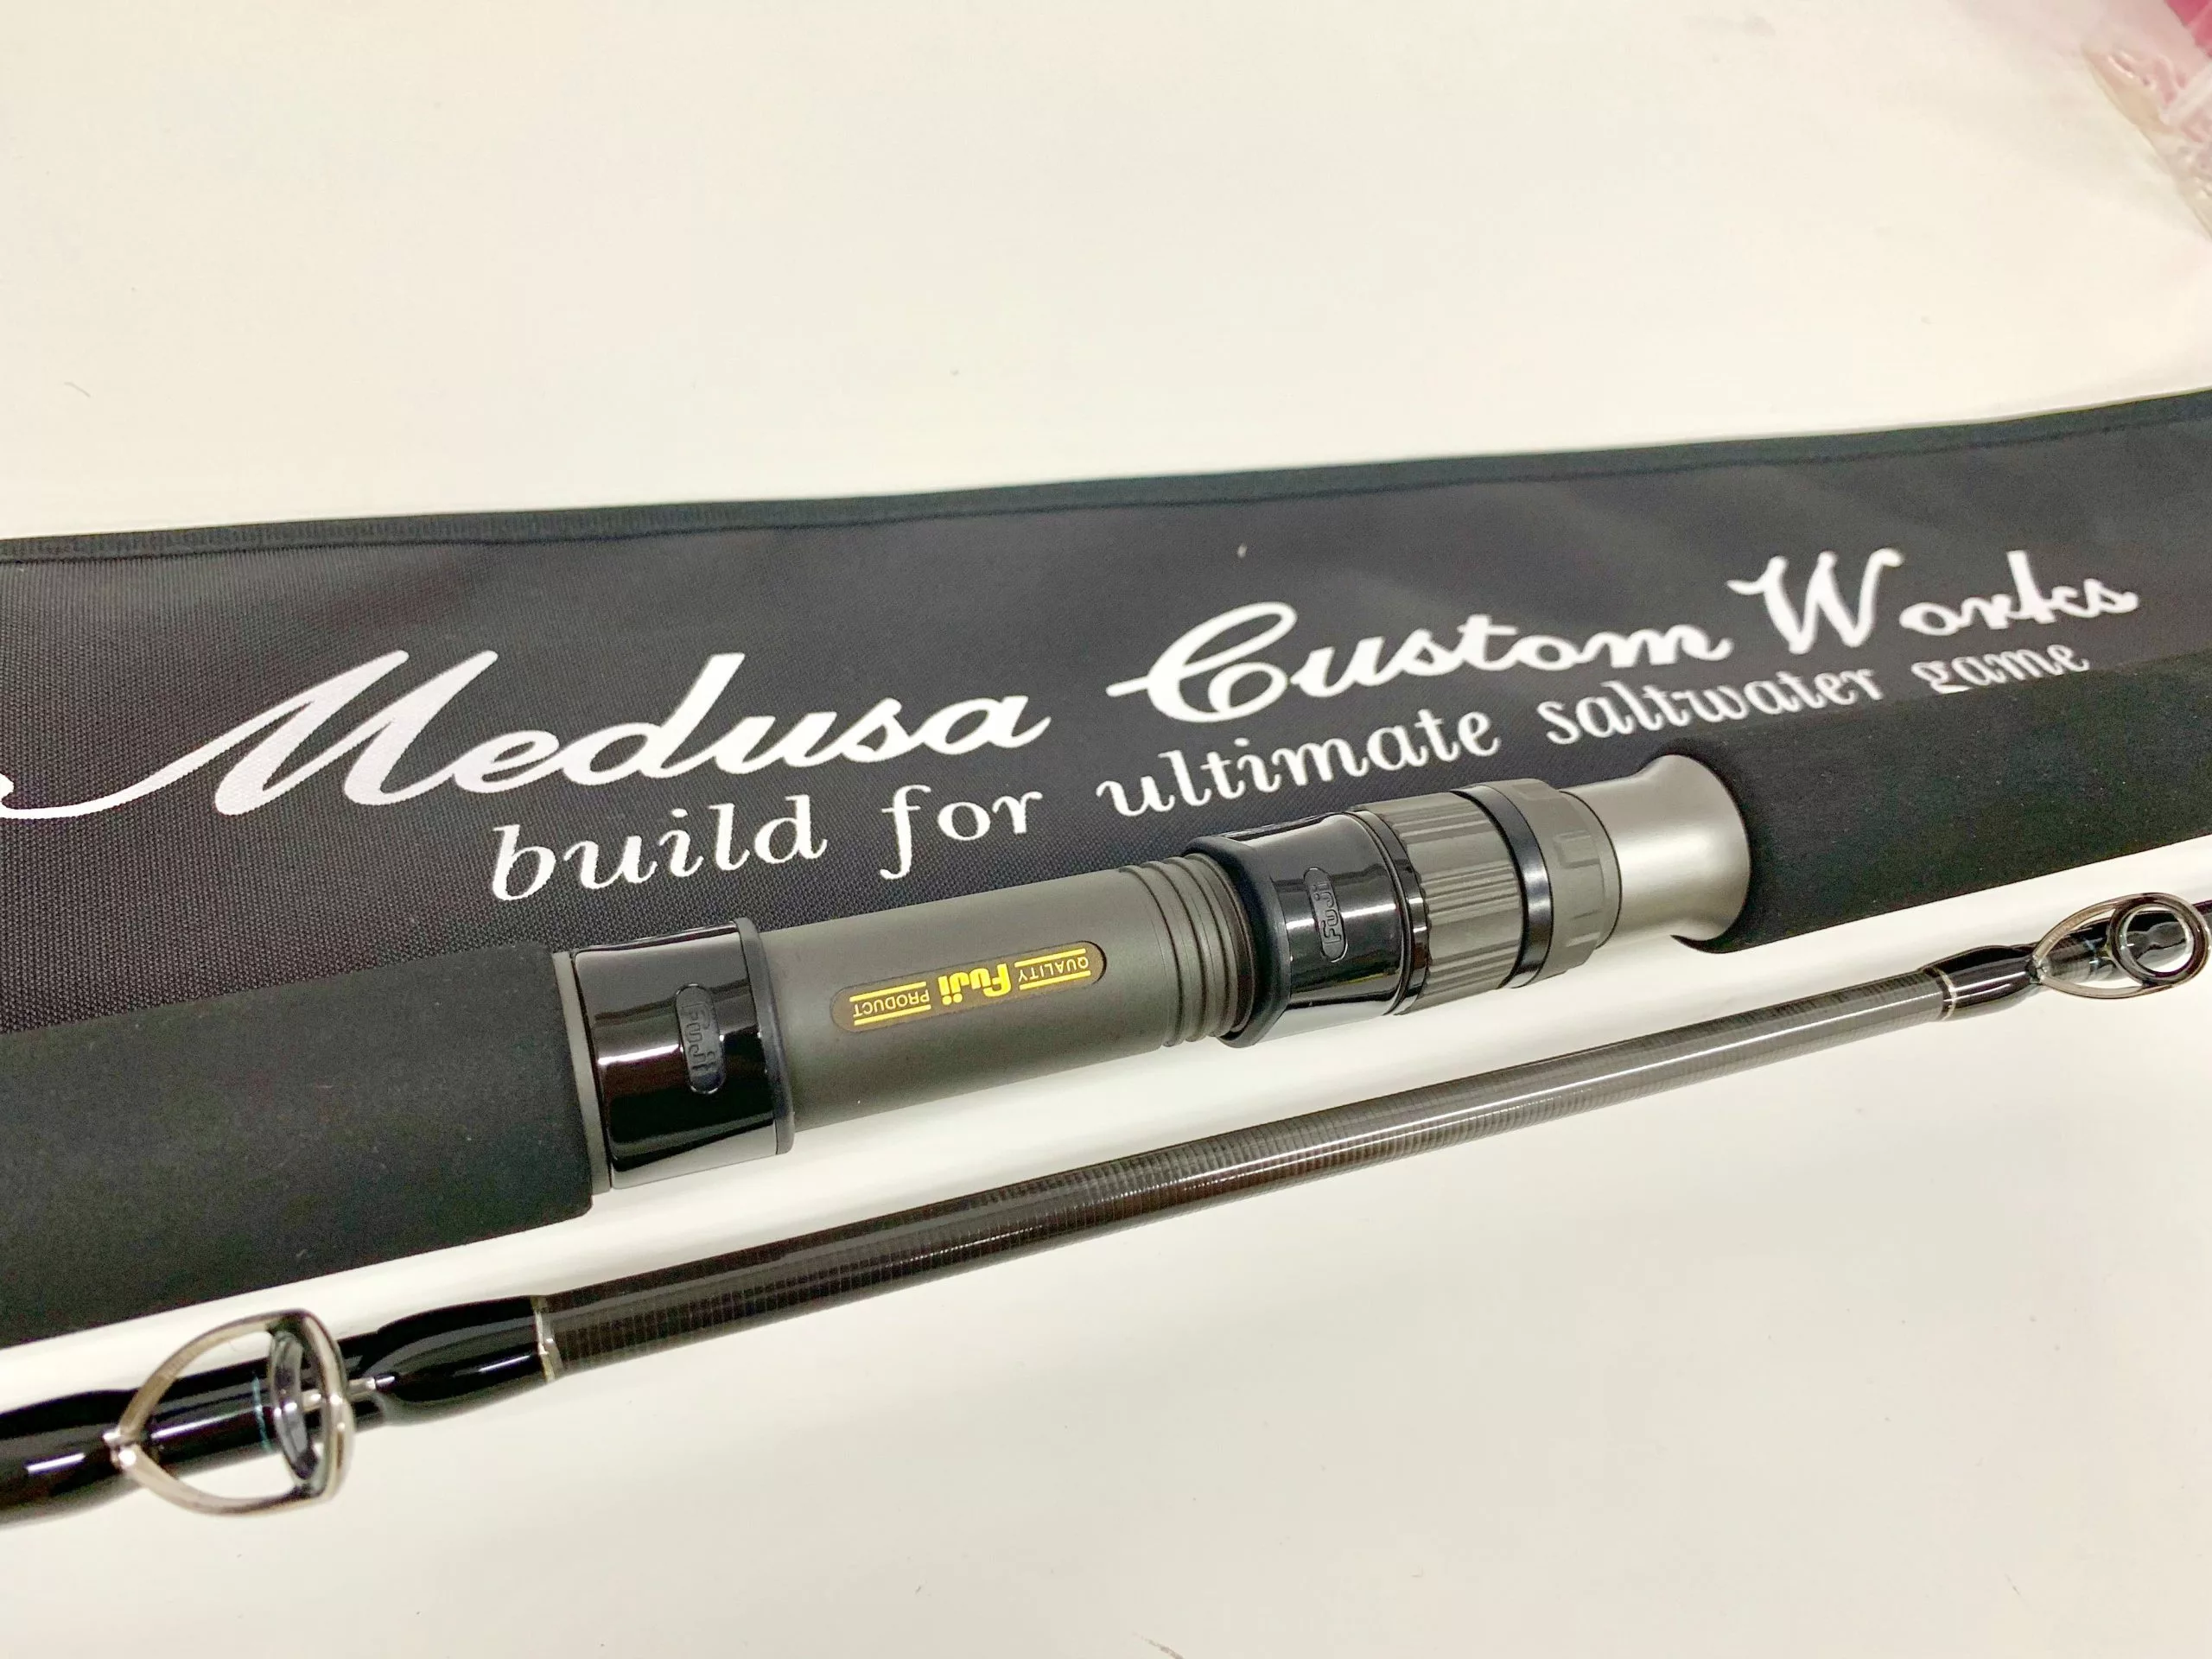 Medusa Custom Works
build for ultimate saltwater game
QUALITY Fuji PRODUCT
Fuji
Fuji